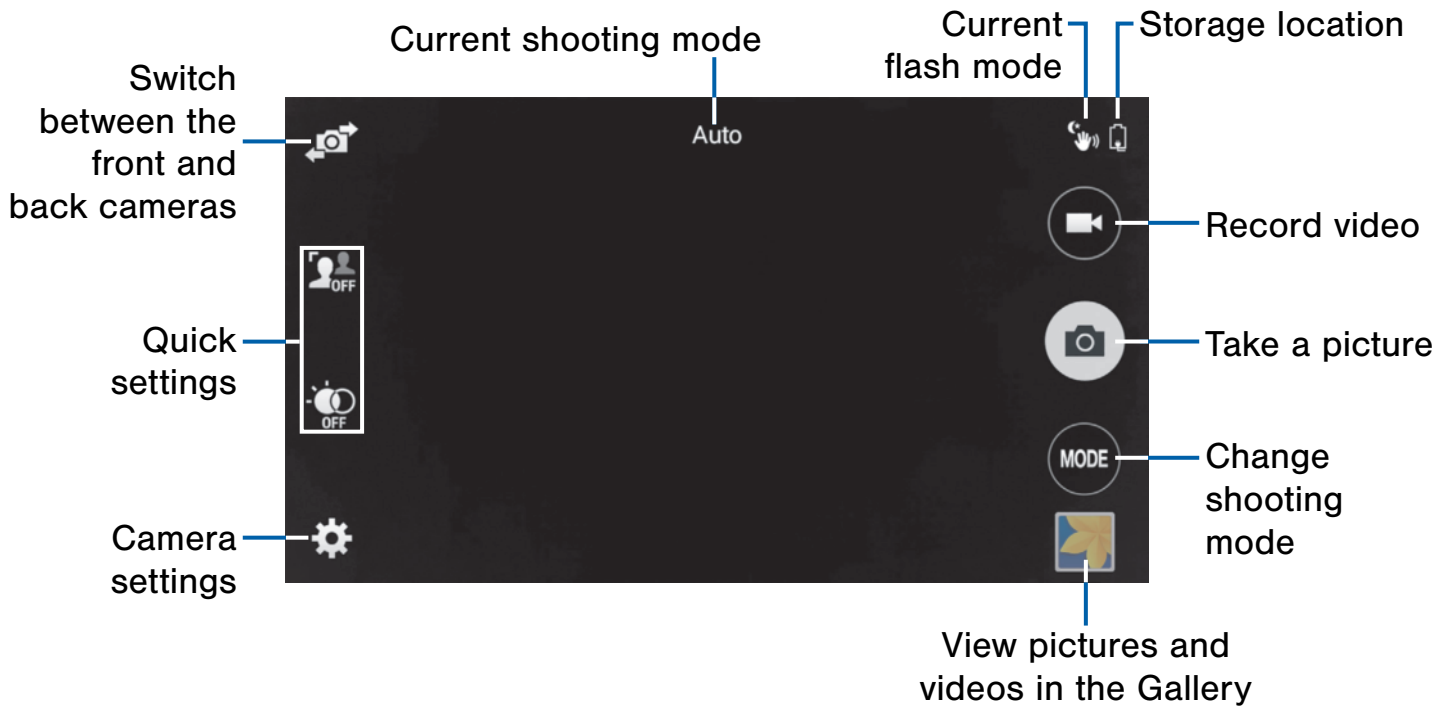 Current shooting mode
Current
flash mode
Storage location
Switch
between the
front and
back cameras
Auto
Record video
OFF
Quick
settings
OFF
Take a picture
MODE
Change
shooting
mode
Camera
settings
View pictures and
videos in the Gallery